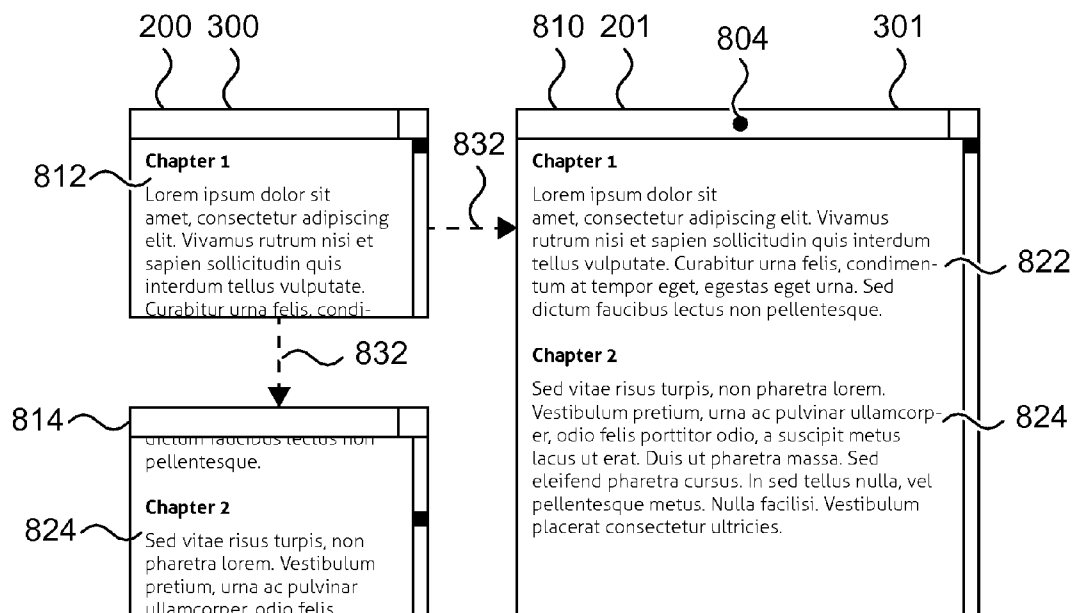 200 300 810 201 804 301
832
812
Chapter 1
Lorem ipsum dolor sit
amet, consectetur adipiscing
elit. Vivamus rutrum nisi et
sapien sollicitudin quis
interdum tellus vulputate.
Curabitur urna felis, condi-
832
814
dictum faucibus lectus non
pellentesque.
Chapter 2
824
Sed vitae risus turpis, non
pharetra lorem. Vestibulum
pretium, urna ac pulvinar
ullamcorper, odio felis
Chapter 1
Lorem ipsum dolor sit
amet, consectetur adipiscing elit. Vivamus
rutrum nisi et sapien sollicitudin quis interdum
tellus vulputate. Curabitur urna felis, condimen-
822
tum at tempor eget, egestas eget urna. Sed
dictum faucibus lectus non pellentesque.
Chapter 2
Sed vitae risus turpis, non pharetra lorem.
Vestibulum pretium, urna ac pulvinar ullamcorp-
824
er, odio felis porttitor odio, a suscipit metus
lacus ut erat. Duis ut pharetra massa. Sed
eleifend pharetra cursus. In sed tellus nulla, vel
pellentesque metus. Nulla facilisi. Vestibulum
placerat consectetur ultricies.